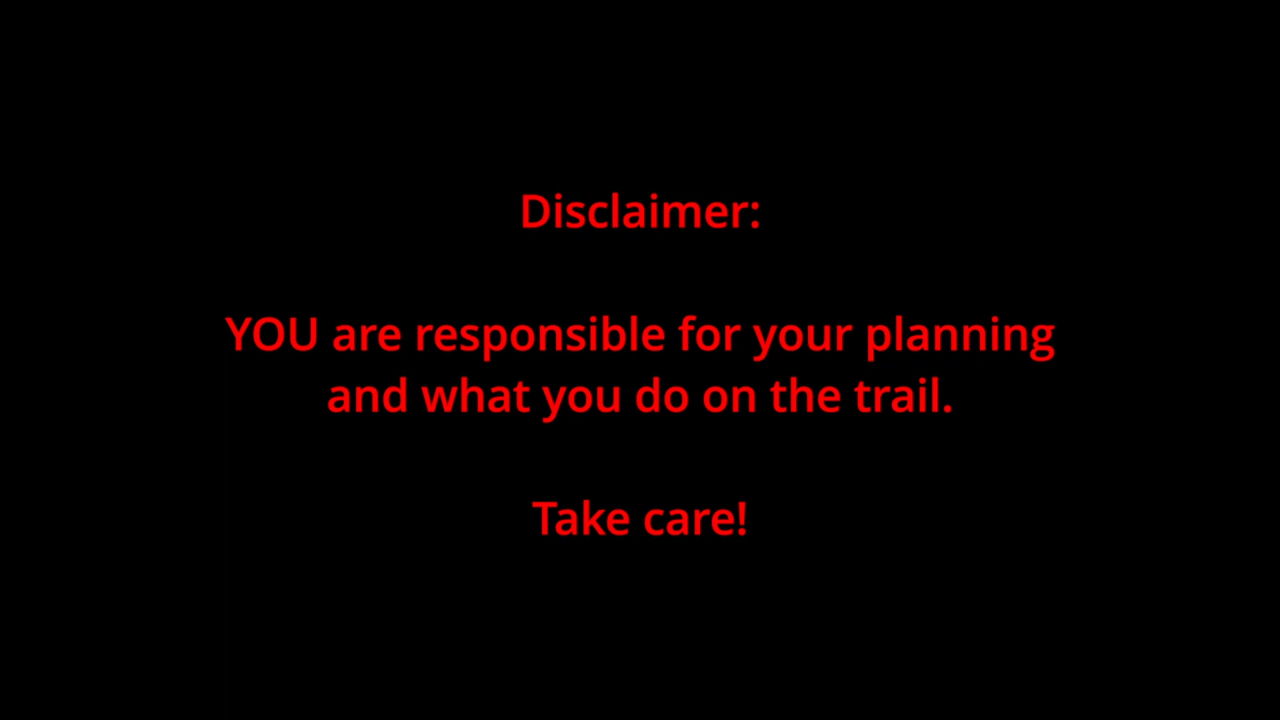 Disclaimer:
YOU are responsible for your planning
and what you do on the trail.
Take care!